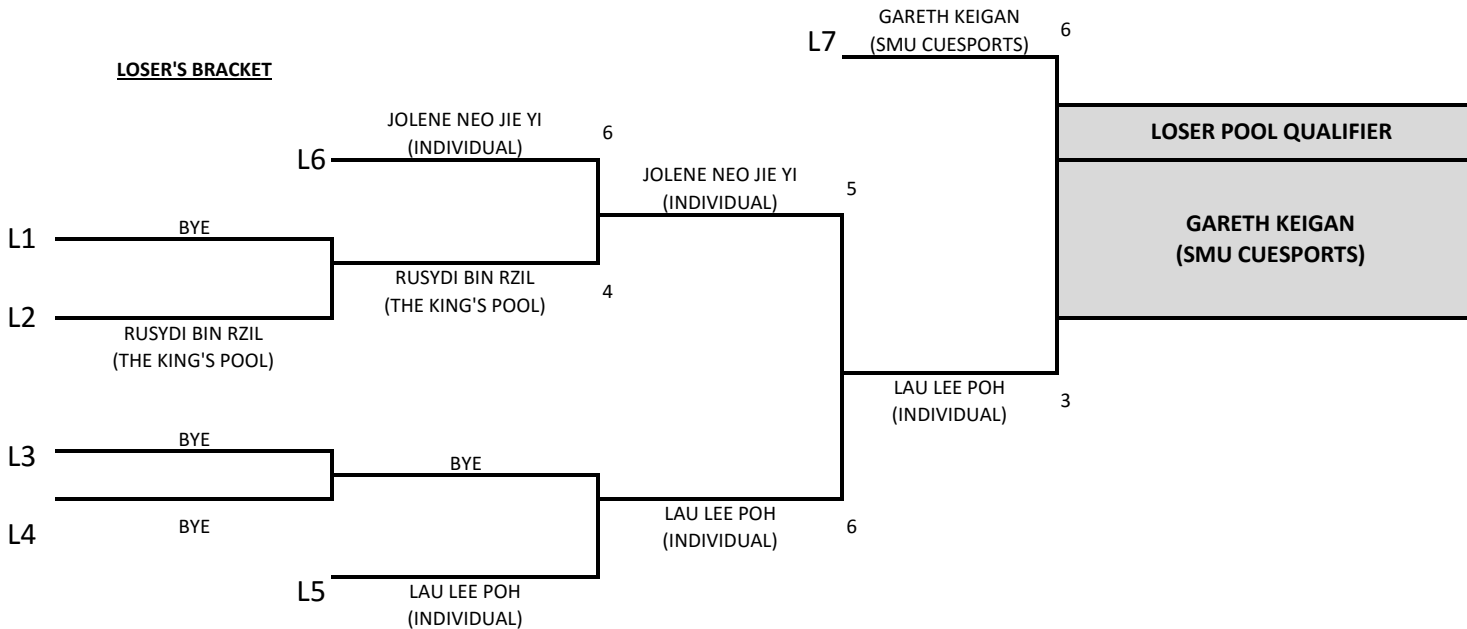 LOSER'S BRACKET
L7
GARETH KEIGAN
(SMU CUESPORTS)
6
LOSER POOL QUALIFIER
GARETH KEIGAN
(SMU CUESPORTS)
L6
JOLENE NEO JIE YI
(INDIVIDUAL)
6
JOLENE NEO JIE YI
(INDIVIDUAL)
5
L1
BYE
RUSYDI BIN RZIL
(THE KING'S POOL)
4
L2
RUSYDI BIN RZIL
(THE KING'S POOL)
LAU LEE POH
(INDIVIDUAL)
3
L3
BYE
BYE
L4
BYE
LAU LEE POH
(INDIVIDUAL)
6
L5
LAU LEE POH
(INDIVIDUAL)